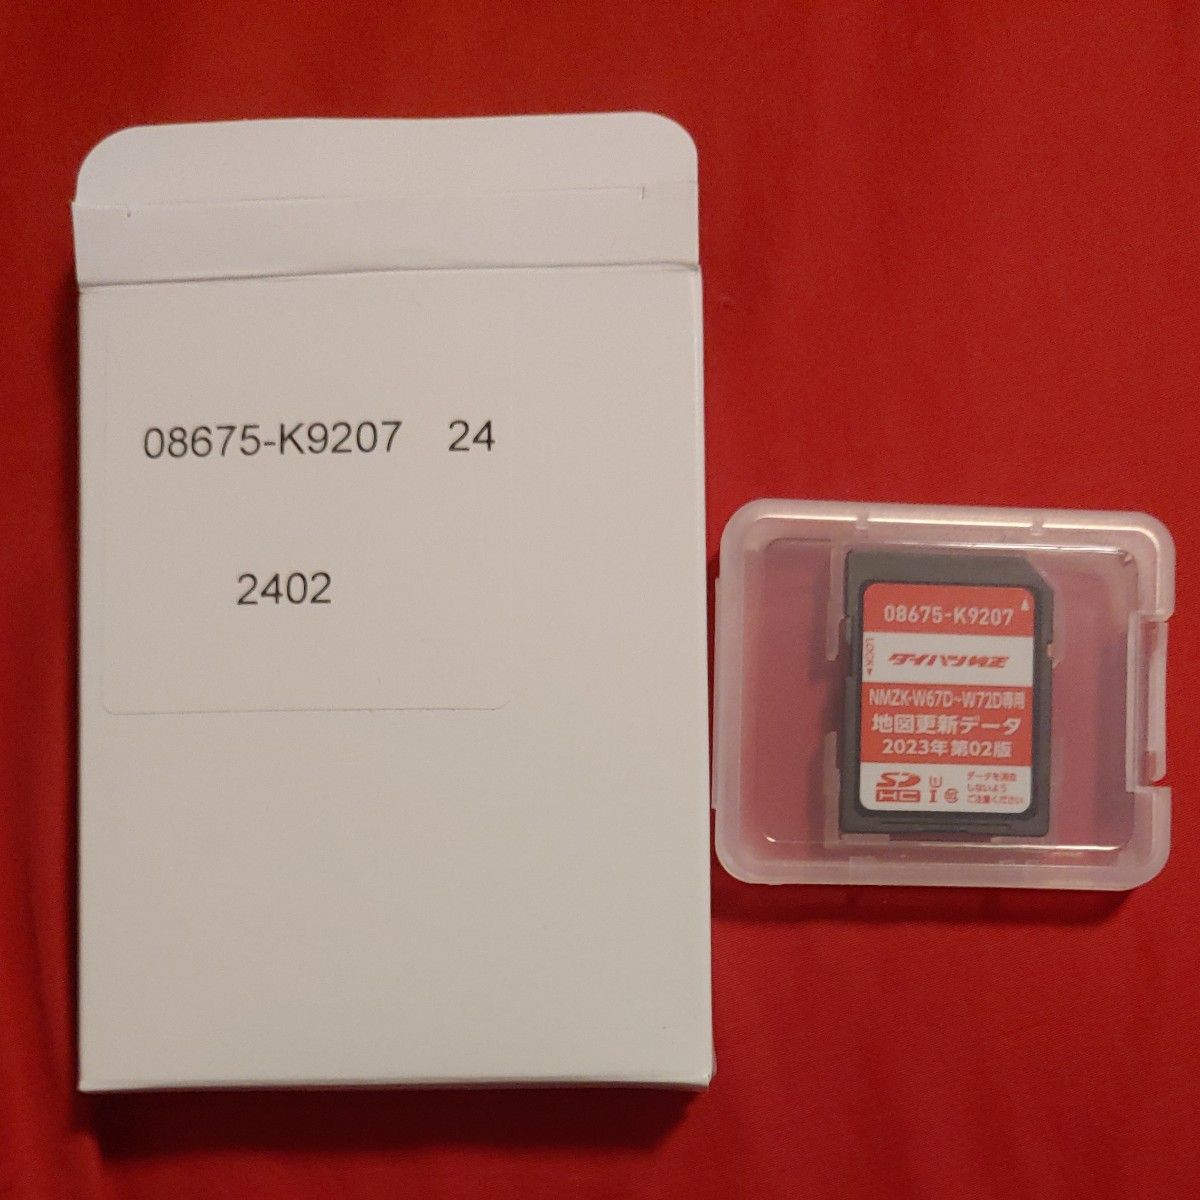 08675-K9207 24
2402
08675-K9207
LOCK
ダイハツ純正
NMZK-W67D~W72D専用
地図更新データ
2023年 第02版
SD HC I
データを消去
しないよう
ご注意ください